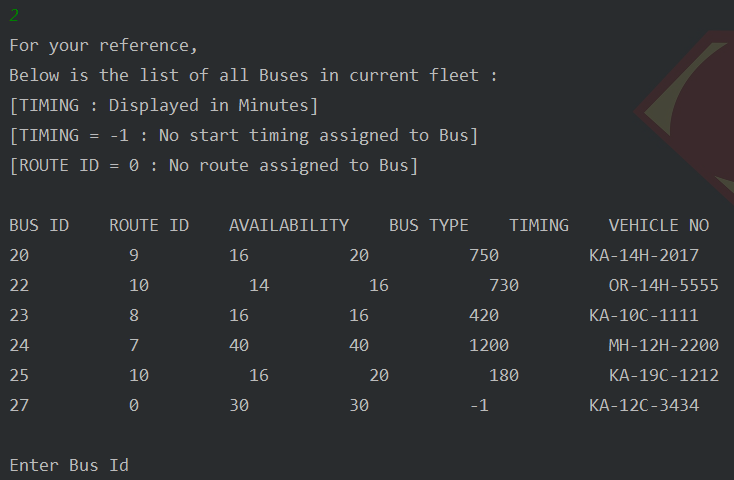 2
For your reference,
Below is the list of all Buses in current fleet :
[TIMING : Displayed in Minutes]
[TIMING = -1 : No start timing assigned to Bus]
[ROUTE ID = 0 : No route assigned to Bus]
BUS ID    ROUTE ID    AVAILABILITY    BUS TYPE    TIMING    VEHICLE NO
20          9         16          20          750         KA-14H-2017
22          10          14          16          730         OR-14H-5555
23          8         16          16          420         KA-10C-1111
24          7         40          40          1200          MH-12H-2200
25          10          16          20          180         KA-19C-1212
27          0         30          30          -1          KA-12C-3434
Enter Bus Id